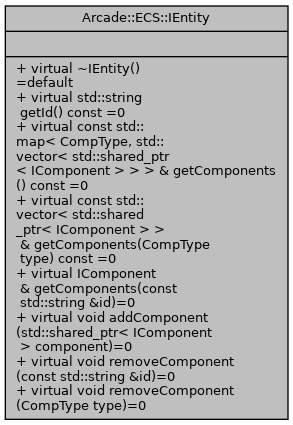 Arcade::ECS::IEntity
+ virtual ~IEntity()
=default
+ virtual std::string
getId() const =0
+ virtual const std::
map< CompType, std::
vector< std::shared_ptr
< IComponent > > > & getComponents
() const =0
+ virtual const std::
vector< std::shared
_ptr< IComponent > >
& getComponents(CompType
type) const =0
+ virtual IComponent
& getComponents(const
std::string &id)=0
+ virtual void addComponent
(std::shared_ptr< IComponent
> component)=0
+ virtual void removeComponent
(const std::string &id)=0
+ virtual void removeComponent
(CompType type)=0